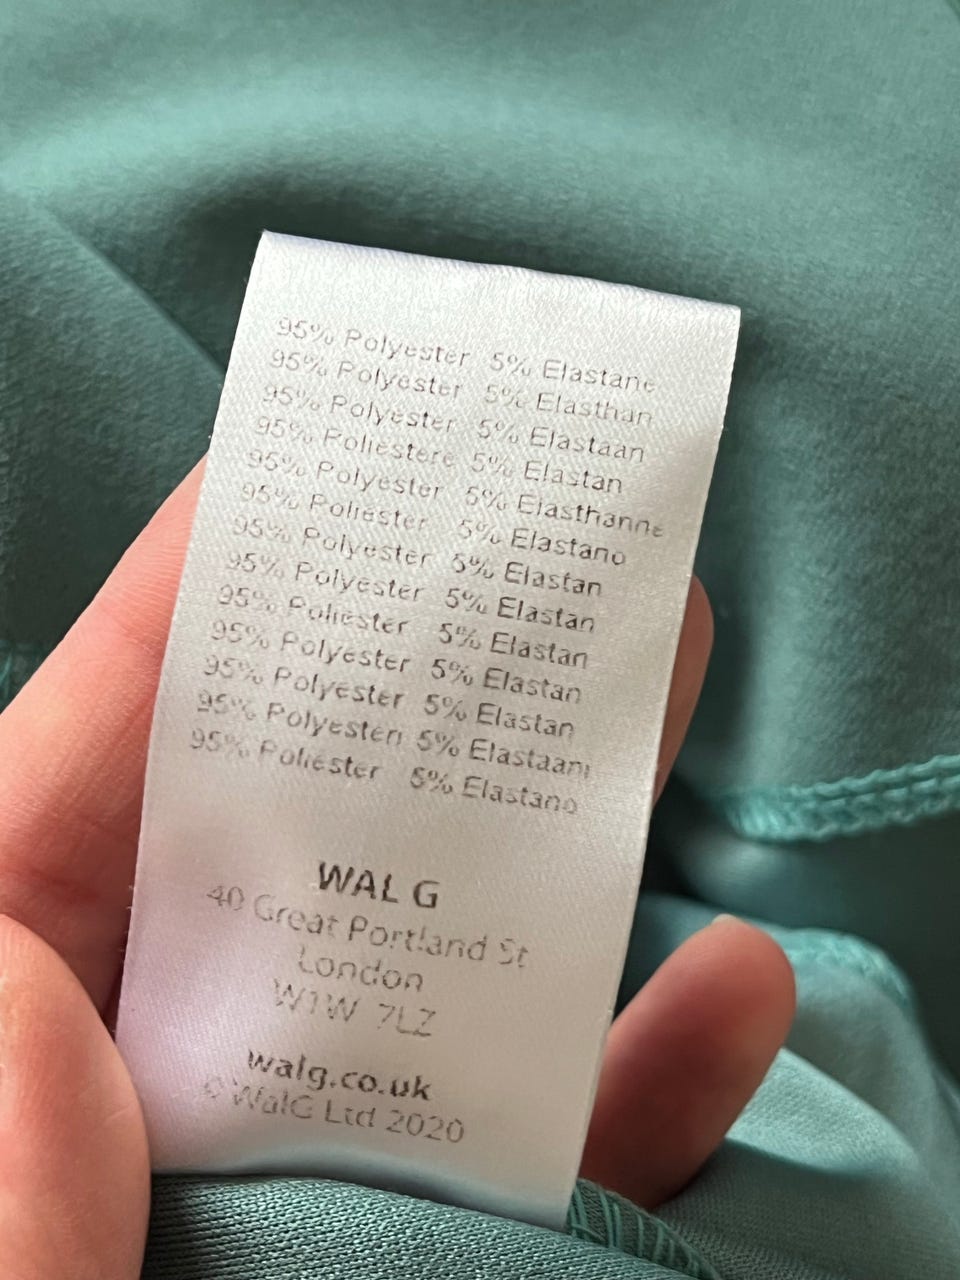 95% Polyester 5% Elastane
95% Polyester 5% Elasthan
95% Polyester 5% Elastaan
95% Poliestere 5% Elastan
95% Polyester 5% Elasthanne
95% Poliester 5% Elastano
95% Polyester 5% Elastan
95% Polyester 5% Elastan
95% Poliester 5% Elastan
95% Polyester 5% Elastan
95% Polyester 5% Elastan
95% Polyesteri 5% Elastaani
95% Poliéster 5% Elastano
WAL G
40 Great Portland St
London
W1W 7LZ
walg.co.uk
© WalG Ltd 2020